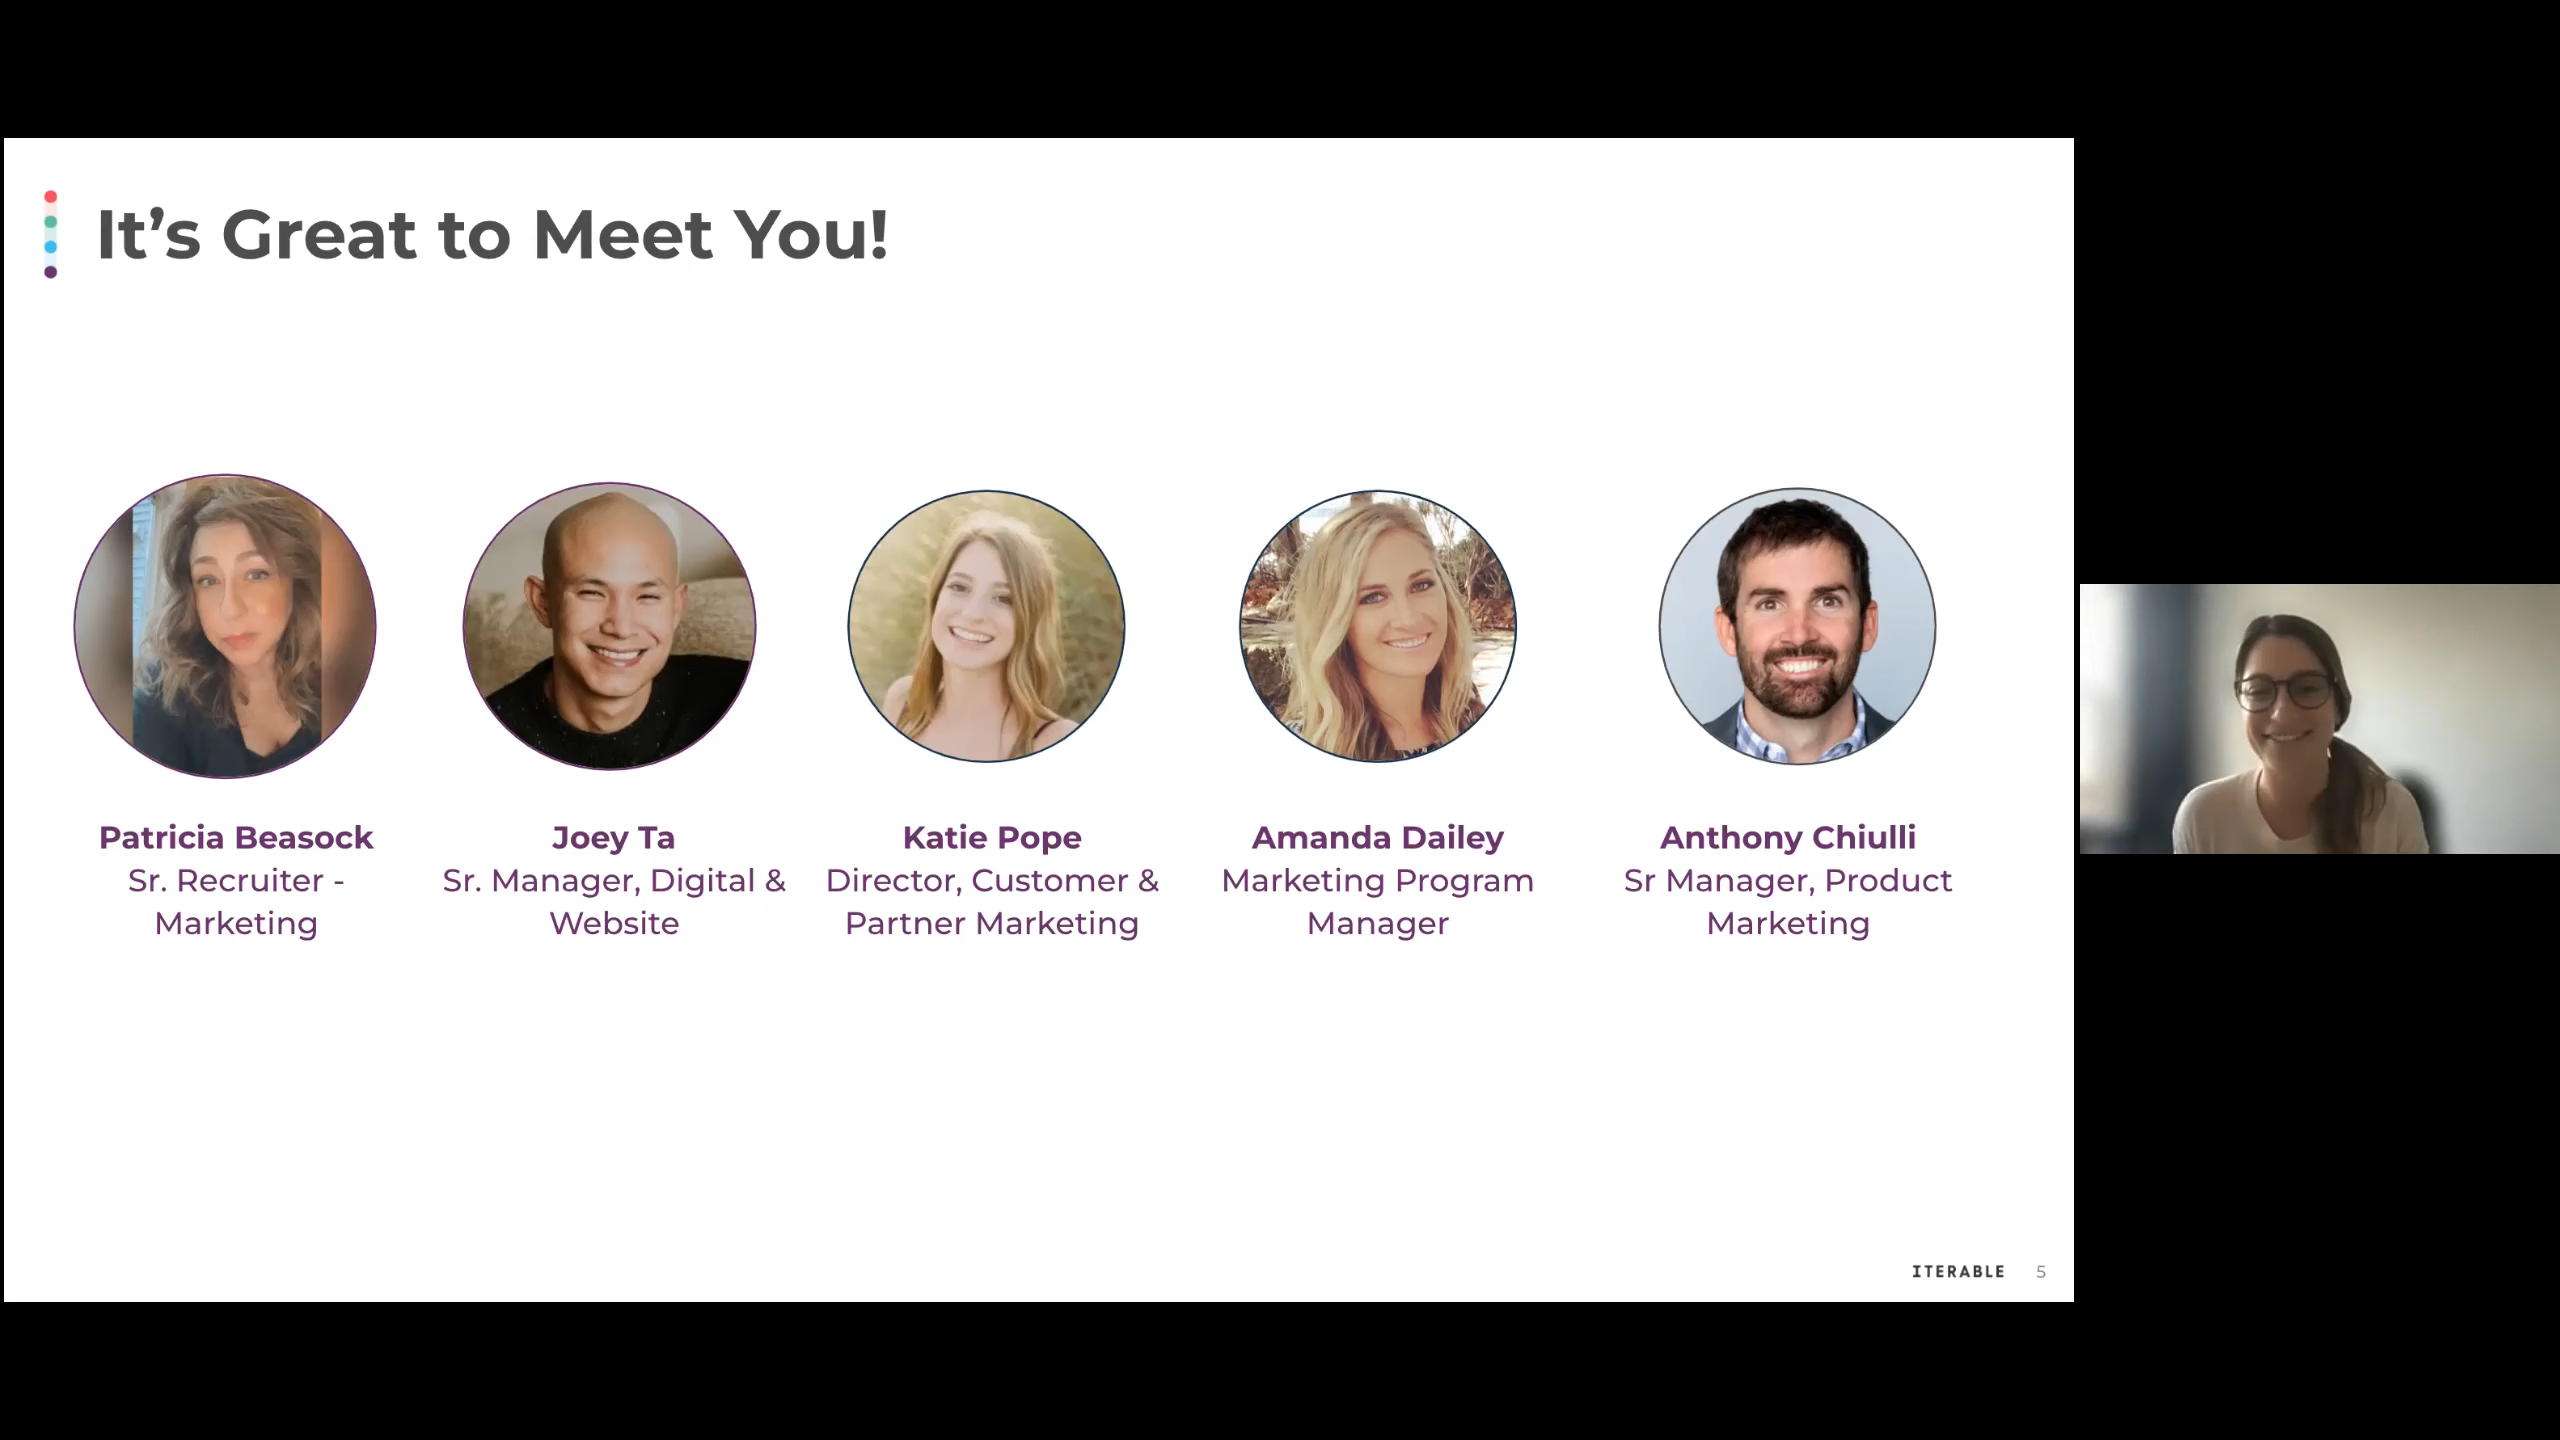 It’s Great to Meet You!
Patricia Beasock
Sr. Recruiter -
Marketing
Joey Ta
Sr. Manager, Digital &
Website
Katie Pope
Director, Customer &
Partner Marketing
Amanda Dailey
Marketing Program
Manager
Anthony Chiulli
Sr Manager, Product
Marketing
ITERABLE 5